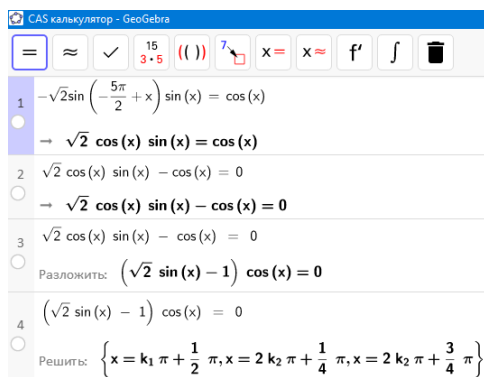 CAS калькулятор - GeoGebra
= ≈ ✓ 15 3·5 (( )) 7 x= x≈ f‘ ∫
1 −√2sin(−5π/2 + x) sin(x) = cos(x)
→ √2 cos(x) sin(x) = cos(x)
2 √2 cos(x) sin(x) − cos(x) = 0
→ √2 cos(x) sin(x) − cos(x) = 0
3 √2 cos(x) sin(x) − cos(x) = 0
Разложить: (√2 sin(x) − 1) cos(x) = 0
4 (√2 sin(x) − 1) cos(x) = 0
Решить: {x = k₁ π + 1/2 π, x = 2 k₂ π + 1/4 π, x = 2 k₂ π + 3/4 π}